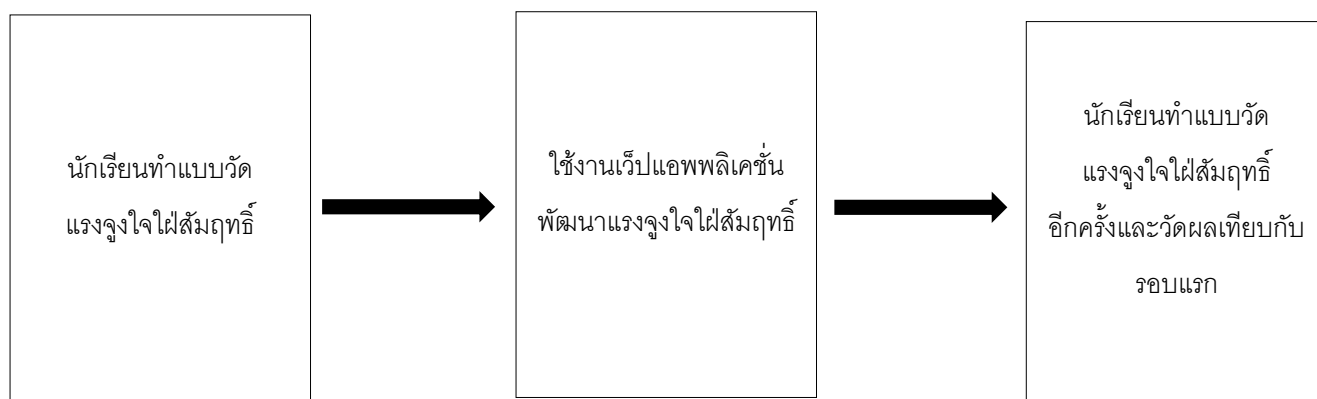 นักเรียนทำแบบวัด
แรงจูงใจใฝ่สัมฤทธิ์
ใช้งานเว็ปแอพพลิเคชั่น
พัฒนาแรงจูงใจใฝ่สัมฤทธิ์
นักเรียนทำแบบวัด
แรงจูงใจใฝ่สัมฤทธิ์
อีกครั้งและวัดผลเทียบกับ
รอบแรก